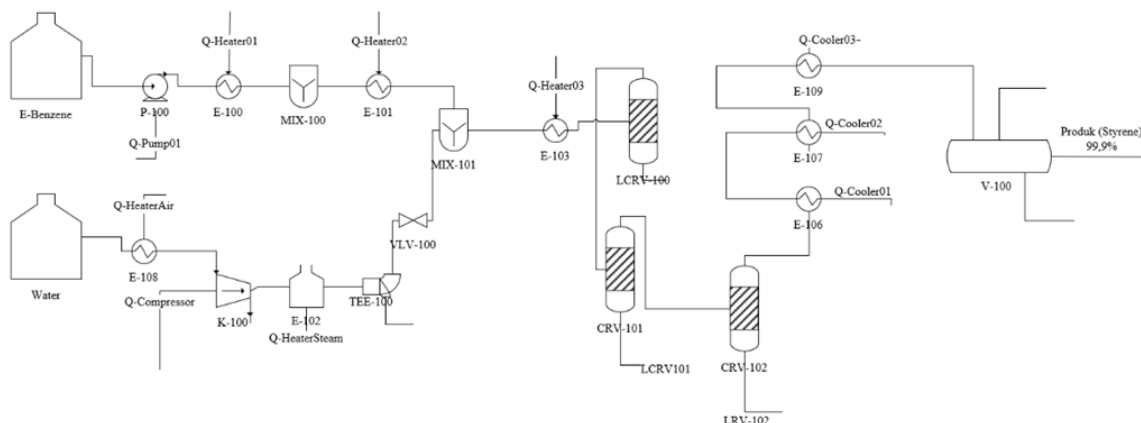 Q-Heater01
Q-Heater02
E-Benzene
P-100
E-100
MIX-100
E-101
Q-Pump01
MIX-101
Q-Heater03
E-103
LCRV-100
Q-Cooler03
E-109
Q-Cooler02
E-107
Q-Cooler01
E-106
V-100
Produk (Styrene)
99,9%
Water
Q-HeaterAir
E-108
Q-Compressor
K-100
E-102
Q-HeaterSteam
TEE-100
VLV-100
CRV-101
LCRV101
CRV-102
LRV-102